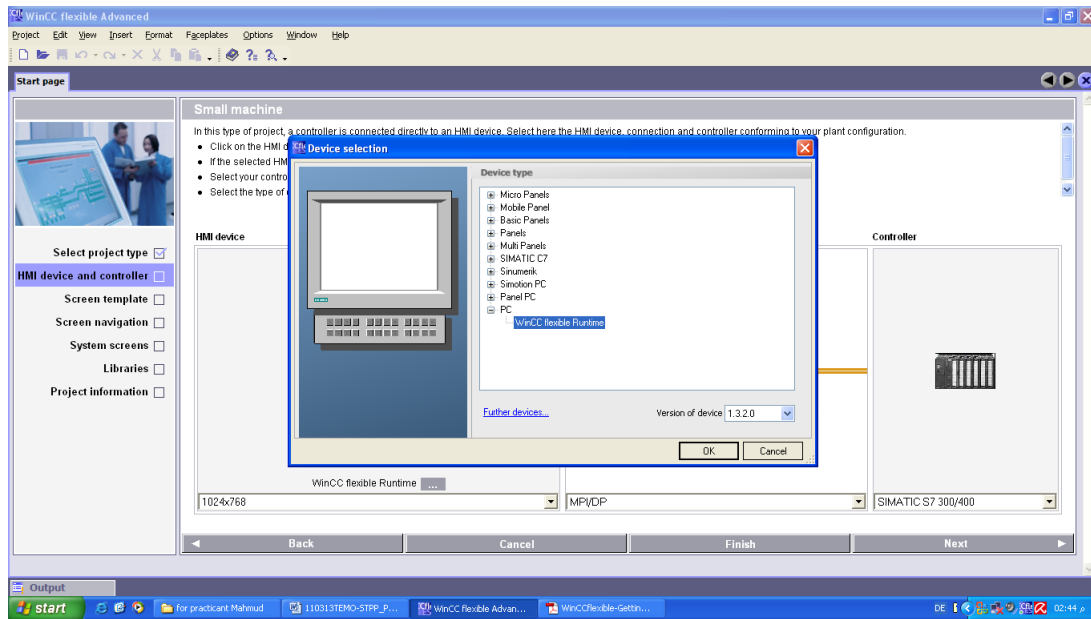 WinCC flexible Advanced
Project Edit View Insert Format Faceplates Options Window Help
Start page
Small machine
In this type of project, a controller is connected directly to an HMI device. Select here the HMI device, connection and controller conforming to your plant configuration.
Click on the HMI d
If the selected HM
Select your contro
Select the type of
Device selection
Device type
Micro Panels
Mobile Panel
Basic Panels
Panels
Multi Panels
SIMATIC C7
Sinumerik
Simotion PC
Panel PC
PC
WinCC flexible Runtime
Further devices...
Version of device 1.3.2.0
OK Cancel
Select project type
HMI device and controller
Screen template
Screen navigation
System screens
Libraries
Project information
HMI device
Controller
WinCC flexible Runtime ...
1024x768
MPI/DP
SIMATIC S7 300/400
Back Cancel Finish Next
Output
start
for practicant Mahmud
110313TEMO-STPP_P...
WinCC flexible Advan...
WinCCflexible-Gettin...
DE
02:44 م